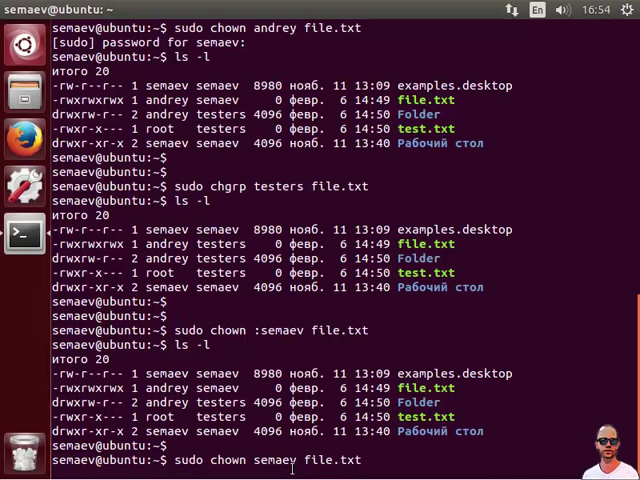 semaev@ubuntu:~
En
16:54
semaev@ubuntu:~$ sudo chown andrey file.txt
[sudo] password for semaev:
semaev@ubuntu:~$ ls -l
итого 20
-rw-r--r-- 1 semaev semaev  8980 нояб. 11 13:09 examples.desktop
-rwxrwxrwx 1 andrey semaev     0 февр.  6 14:49 file.txt
drwxrw-r-- 2 andrey testers 4096 февр.  6 14:50 Folder
-rwxr-x--- 1 root   testers    0 февр.  6 14:50 test.txt
drwxr-xr-x 2 semaev semaev  4096 нояб. 11 13:43 Рабочий стол
semaev@ubuntu:~$
semaev@ubuntu:~$
semaev@ubuntu:~$ sudo chgrp testers file.txt
semaev@ubuntu:~$ ls -l
итого 20
-rw-r--r-- 1 semaev semaev  8980 нояб. 11 13:09 examples.desktop
-rwxrwxrwx 1 andrey testers    0 февр.  6 14:49 file.txt
drwxrw-r-- 2 andrey testers 4096 февр.  6 14:50 Folder
-rwxr-x--- 1 root   testers    0 февр.  6 14:50 test.txt
drwxr-xr-x 2 semaev semaev  4096 нояб. 11 13:43 Рабочий стол
semaev@ubuntu:~$
semaev@ubuntu:~$ sudo chown :semaev file.txt
semaev@ubuntu:~$ ls -l
итого 20
-rw-r--r-- 1 semaev semaev  8980 нояб. 11 13:09 examples.desktop
-rwxrwxrwx 1 andrey semaev     0 февр.  6 14:49 file.txt
drwxrw-r-- 2 andrey testers 4096 февр.  6 14:50 Folder
-rwxr-x--- 1 root   testers    0 февр.  6 14:50 test.txt
drwxr-xr-x 2 semaev semaev  4096 нояб. 11 13:43 Рабочий стол
semaev@ubuntu:~$
semaev@ubuntu:~$ sudo chown semaev file.txt